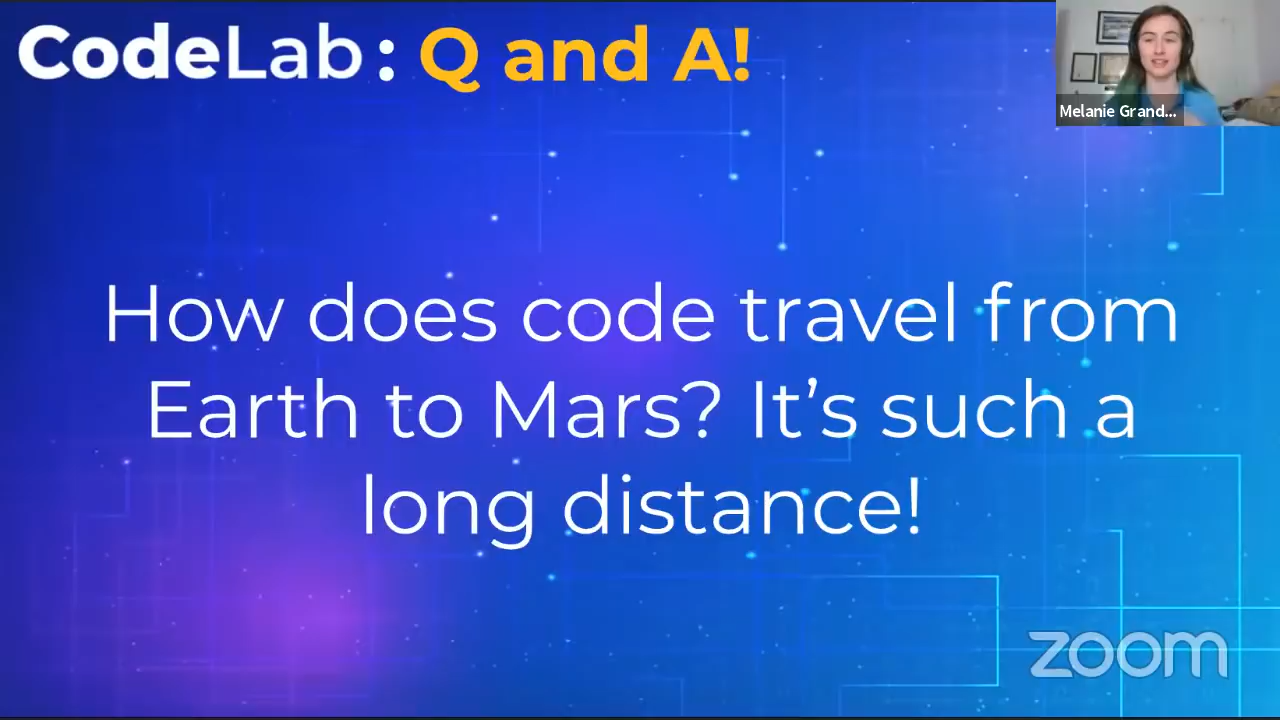 CodeLab: Q and A!
Melanie Grand...
How does code travel from
Earth to Mars? It's such a
long distance!
zoom